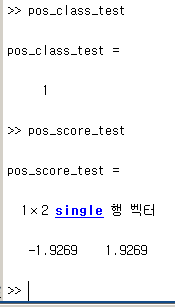 >> pos_class_test
pos_class_test =
1
>> pos_score_test
pos_score_test =
1×2 single 행 벡터
-1.9269 1.9269
>>